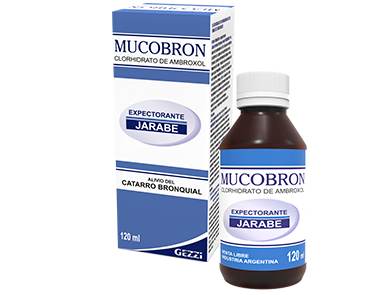 MUCOBRON
MUCOBRON
CLORHIDRATO DE AMBROXOL
EXPECTORANTE
JARABE
ALIVIO DEL
CATARRO BRONQUIAL
120 ml
GEZZi
MUCOBRON
CLORHIDRATO DE AMBROXOL
EXPECTORANTE
JARABE
VENTA LIBRE
INDUSTRIA ARGENTINA
120 ml